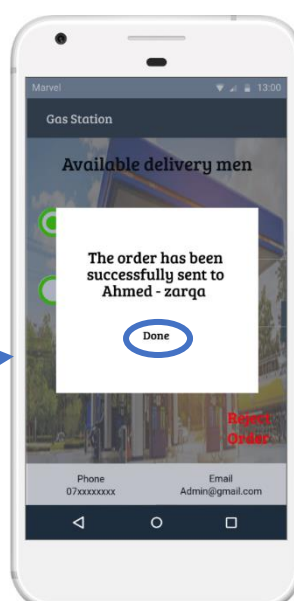 Marvel
13:00
Gas Station
Available delivery men
The order has been
successfully sent to
Ahmed - zarqa
Done
Reject
Order
Phone
Email
07xxxxxxxx
Admin@gmail.com